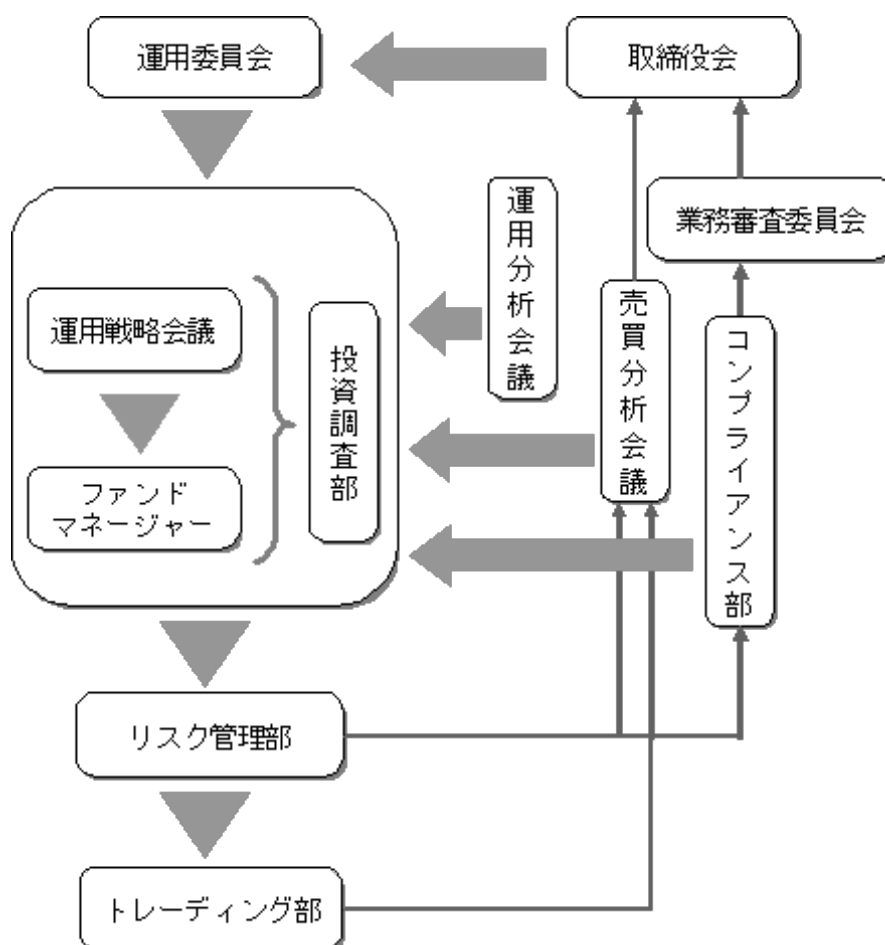 運用委員会
取締役会
運用分析会議
業務審査委員会
売買分析会議
運用戦略会議
投資調査部
コンプライアンス部
ファンド
マネージャー
リスク管理部
トレーディング部